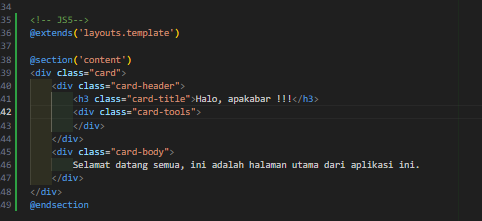 34
35 <!-- JS5-->
36 @extends('layouts.template')
37
38 @section('content')
39 <div class="card">
40 <div class="card-header">
41 <h3 class="card-title">Halo, apakabar !!!</h3>
42 <div class="card-tools">
43 </div>
44 </div>
45 <div class="card-body">
46 Selamat datang semua, ini adalah halaman utama dari aplikasi ini.
47 </div>
48 </div>
49 @endsection